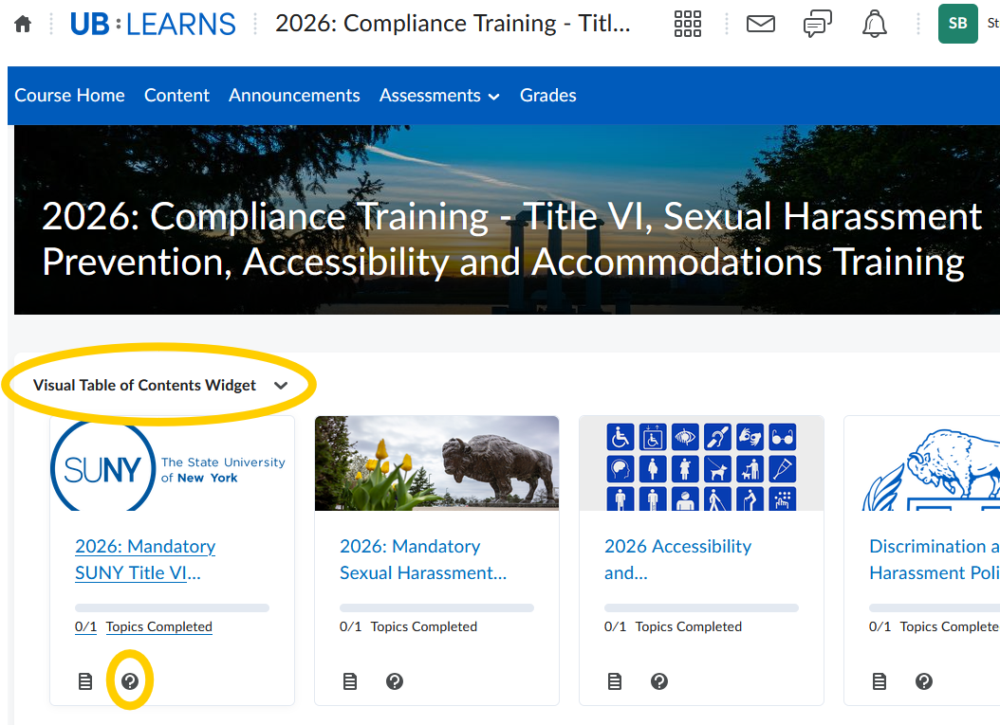 UB:LEARNS
2026: Compliance Training - Titl...
SB
St
Course Home
Content
Announcements
Assessments
Grades
2026: Compliance Training - Title VI, Sexual Harassment
Prevention, Accessibility and Accommodations Training
Visual Table of Contents Widget
SUNY
The State University
of New York
2026: Mandatory
SUNY Title VI...
0/1 Topics Completed
2026: Mandatory
Sexual Harassment...
0/1 Topics Completed
2026 Accessibility
and...
0/1 Topics Completed
Discrimination a
Harassment Poli
0/1 Topics Complete